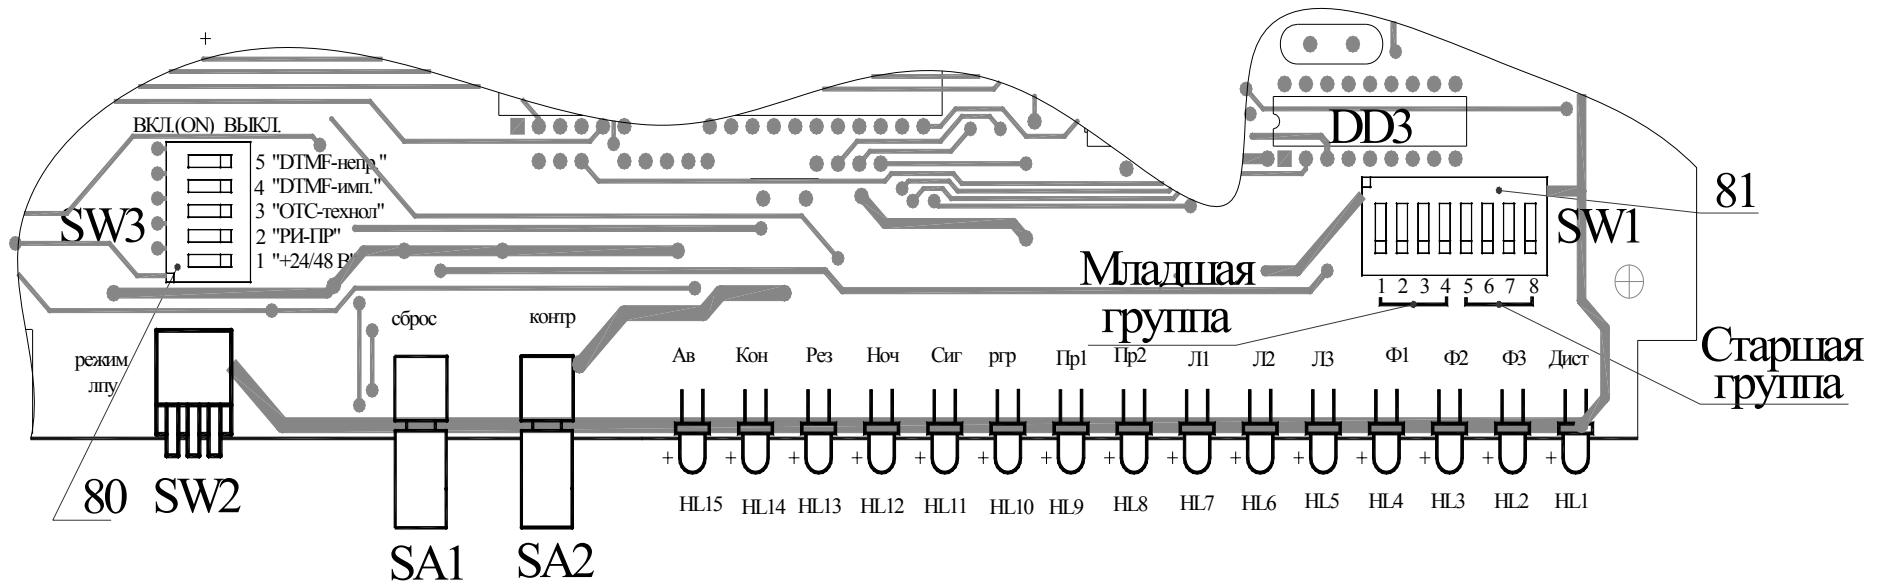 +
ВКЛ.(ON) ВЫКЛ.
DD3
5 "DTMF-непр."
4 "DTMF-имп."
3 "ОТС-технол"
2 "РИ-ПР"
1 "+24/48 В"
SW3
81
SW1
1 2 3 4 5 6 7 8
Младшая
группа
Старшая
группа
режим
лпу
сброс
контр
Ав Кон Рез Ноч Сиг ргр Пр1 Пр2 Л1 Л2 Л3 Ф1 Ф2 Ф3 Дист
+ + + + + + + + + + + + + + +
80
SW2
HL15 HL14 HL13 HL12 HL11 HL10 HL9 HL8 HL7 HL6 HL5 HL4 HL3 HL2 HL1
SA1
SA2